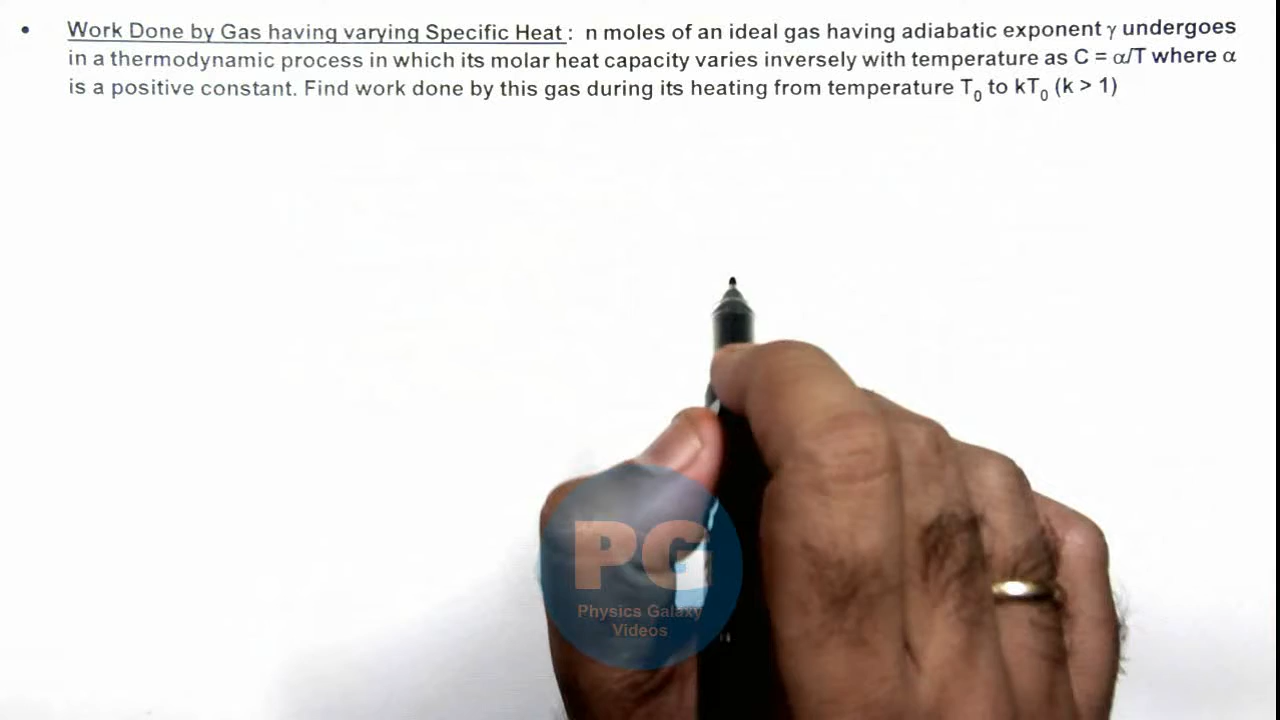 • Work Done by Gas having varying Specific Heat : n moles of an ideal gas having adiabatic exponent γ undergoes
in a thermodynamic process in which its molar heat capacity varies inversely with temperature as C = α/T where α
is a positive constant. Find work done by this gas during its heating from temperature T₀ to kT₀ (k > 1)
PG
Physics Galaxy
Videos